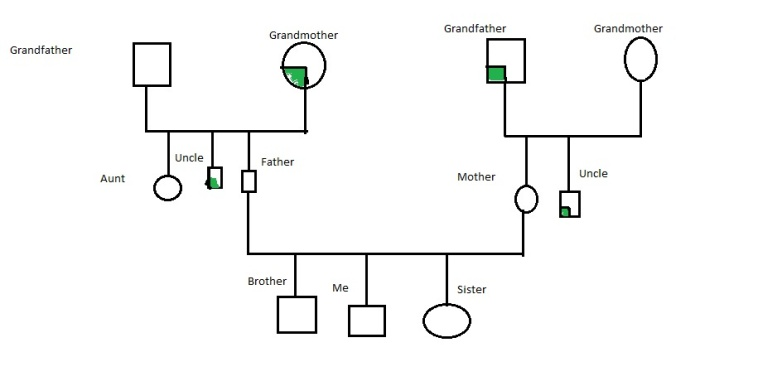 Grandfather
Grandmother
Grandfather
Grandmother
Aunt
Uncle
Father
Mother
Uncle
Brother
Me
Sister